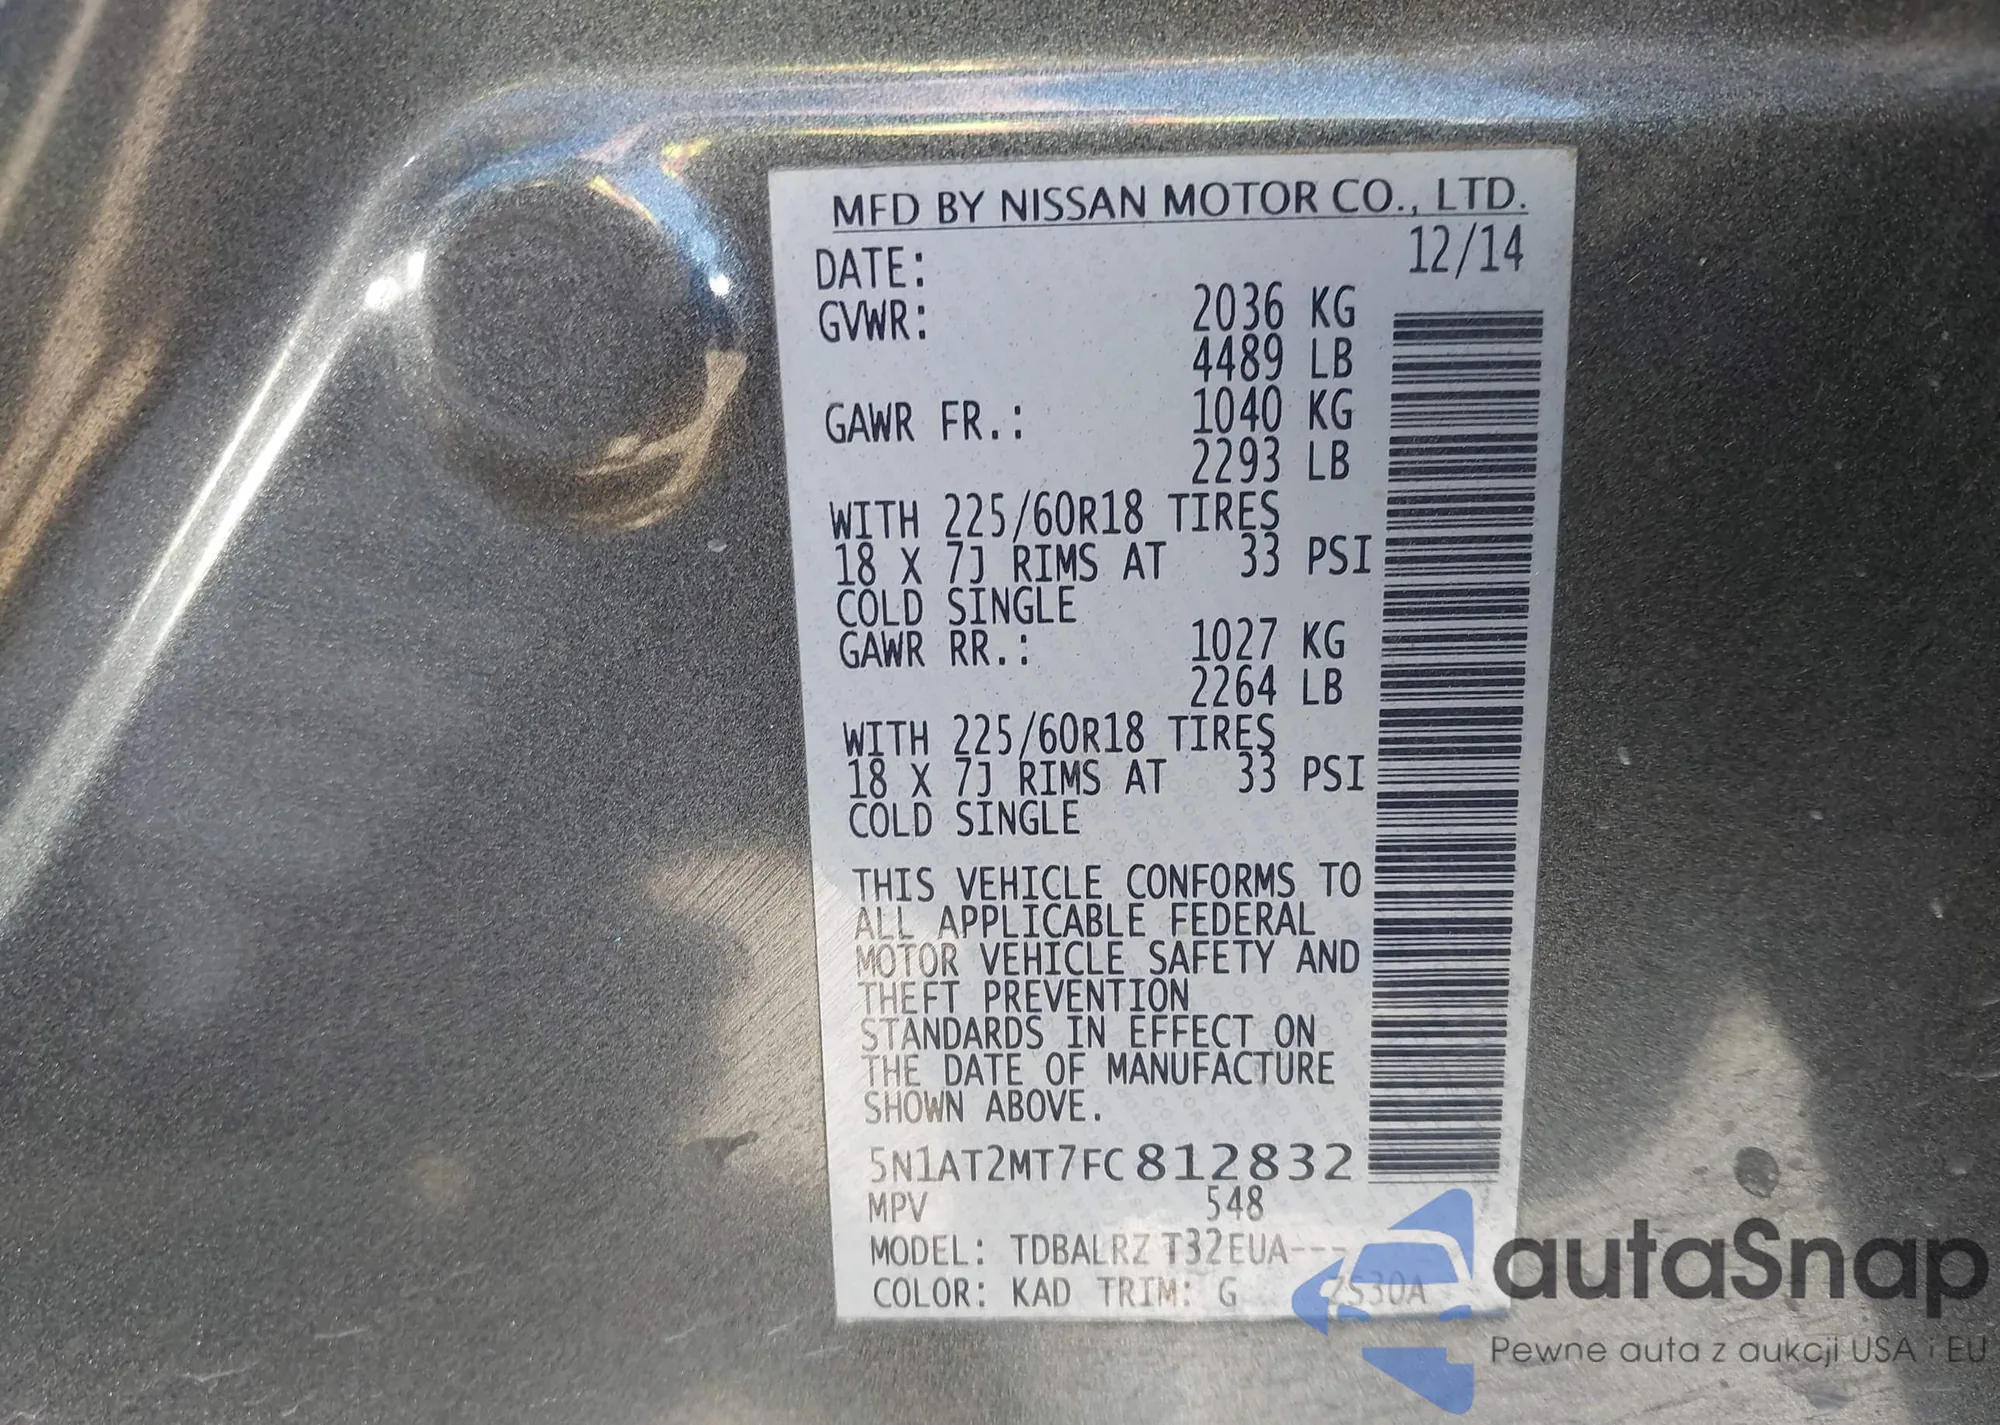 MFD BY NISSAN MOTOR CO., LTD.
DATE: 12/14
GVWR: 2036 KG
4489 LB
GAWR FR.: 1040 KG
2293 LB
WITH 225/60R18 TIRES
18 X 7J RIMS AT 33 PSI
COLD SINGLE
GAWR RR.: 1027 KG
2264 LB
WITH 225/60R18 TIRES
18 X 7J RIMS AT 33 PSI
COLD SINGLE
THIS VEHICLE CONFORMS TO
ALL APPLICABLE FEDERAL
MOTOR VEHICLE SAFETY AND
THEFT PREVENTION
STANDARDS IN EFFECT ON
THE DATE OF MANUFACTURE
SHOWN ABOVE.
5N1AT2MT7FC812832
MPV 548
MODEL: TDBALRZ T32EUA---
COLOR: KAD TRIM: G ZS30A
autaSnap
Pewne auta z aukcji USA i EU